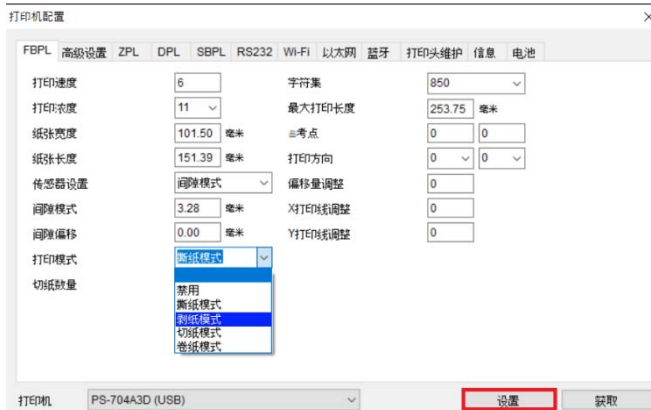 打印机配置
FBPL 高级设置 ZPL DPL SBPL RS232 Wi-Fi 以太网 蓝牙 打印头维护 信息 电池
打印速度 6 字符集 850
打印浓度 11 最大打印长度 253.75 毫米
纸张宽度 101.50 毫米 考点 0 0
纸张长度 151.39 毫米 打印方向 0 0
传感器设置 间隙模式 偏移量调整 0
间隙模式 3.28 毫米 X打印线调整 0
间隙偏移 0.00 毫米 Y打印线调整 0
打印模式 撕纸模式
切纸数量
禁用
撕纸模式
剥纸模式
切纸模式
卷纸模式
打印机 PS-704A3D (USB) 设置 获取